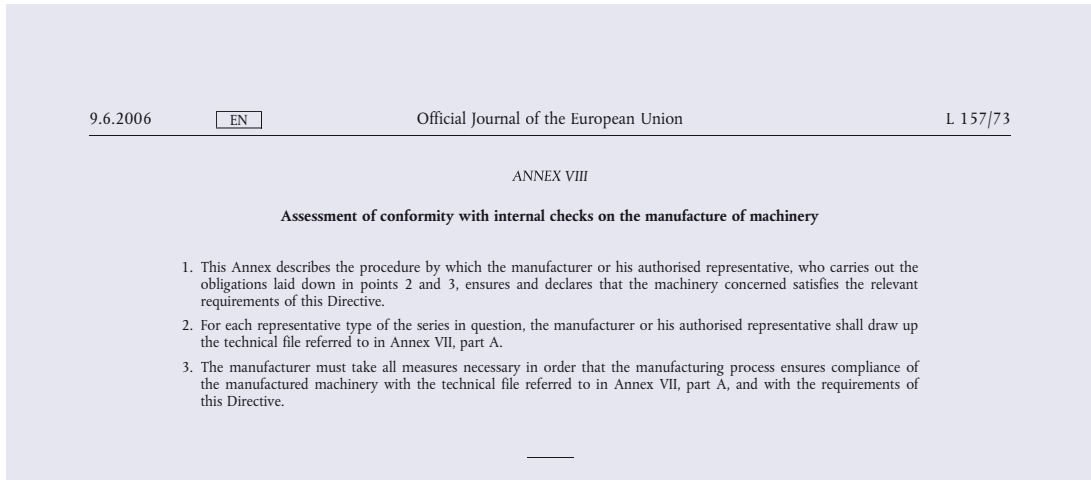 9.6.2006 EN Official Journal of the European Union L 157/73
ANNEX VIII
Assessment of conformity with internal checks on the manufacture of machinery
1. This Annex describes the procedure by which the manufacturer or his authorised representative, who carries out the
obligations laid down in points 2 and 3, ensures and declares that the machinery concerned satisfies the relevant
requirements of this Directive.
2. For each representative type of the series in question, the manufacturer or his authorised representative shall draw up
the technical file referred to in Annex VII, part A.
3. The manufacturer must take all measures necessary in order that the manufacturing process ensures compliance of
the manufactured machinery with the technical file referred to in Annex VII, part A, and with the requirements of
this Directive.